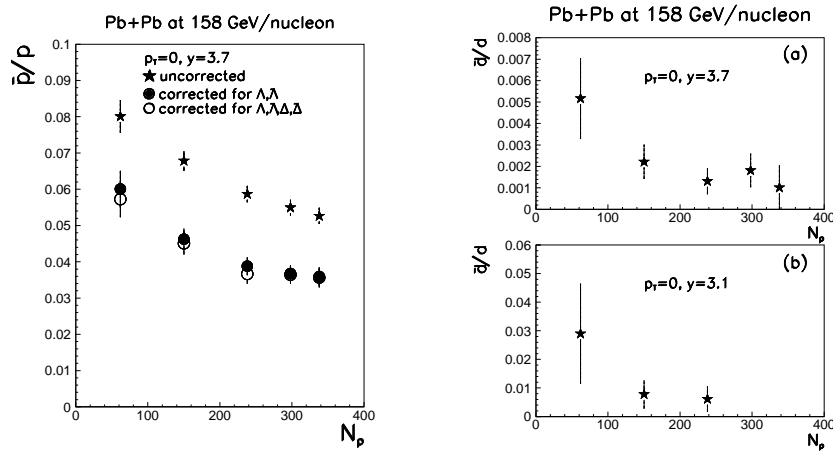 Pb+Pb at 158 GeV/nucleon
p̄/p
0.1
0.09
0.08
0.07
0.06
0.05
0.04
0.03
0.02
0.01
0
pT=0, y=3.7
★ uncorrected
● corrected for Λ,Λ̄
○ corrected for Λ,Λ̄,Δ,Δ̄
0 100 200 300 400
Np
Pb+Pb at 158 GeV/nucleon
d̄/d
0.008
0.007
0.006
0.005
0.004
0.003
0.002
0.001
0
(a)
pT=0, y=3.7
0 100 200 300 400
Np
d̄/d
0.06
0.05
0.04
0.03
0.02
0.01
0
(b)
pT=0, y=3.1
0 100 200 300 400
Np